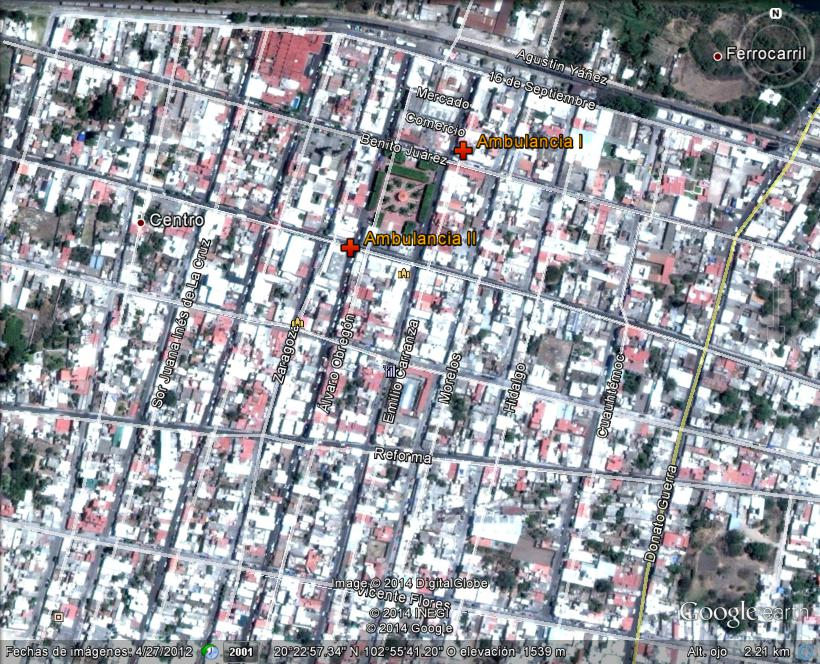 N
Ferrocarril
Agustín Yáñez
16 de Septiembre
Mercado
Comercio
Ambulancia I
Benito Juárez
Centro
Ambulancia II
Sor Juana Inés de La Cruz
Zaragoza
Álvaro Obregón
Emilio Carranza
Morelos
Hidalgo
Cuauhtémoc
Reforma
Donato Guerra
Image © 2014 DigitalGlobe
Vicente Flores
© 2014 INEGI
© 2014 Google
Google earth
Fechas de imágenes: 4/27/2012 2001 20°22'57.34" N 102°55'41.20" O elevación 1539 m Alt. ojo 2.21 km